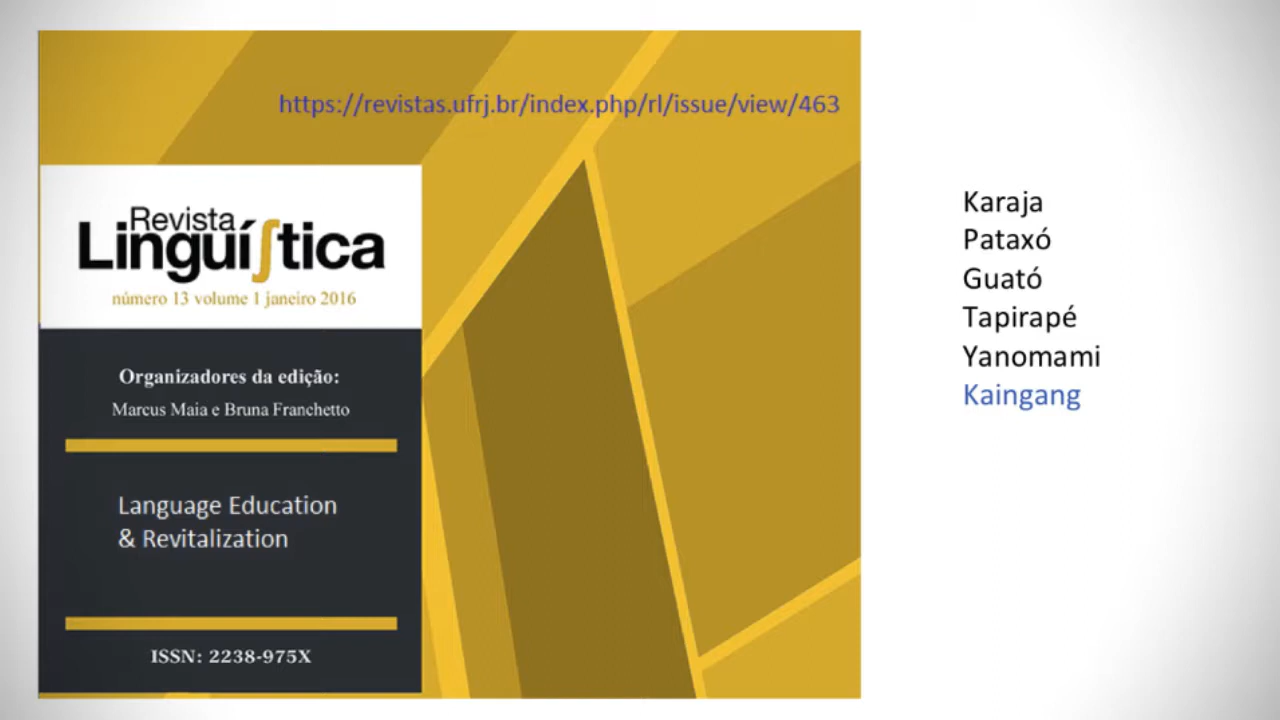 https://revistas.ufrj.br/index.php/rl/issue/view/463
Revista
Linguíʃtica
número 13 volume 1 janeiro 2016
Organizadores da edição:
Marcus Maia e Bruna Franchetto
Language Education
& Revitalization
ISSN: 2238-975X
Karaja
Pataxó
Guató
Tapirapé
Yanomami
Kaingang